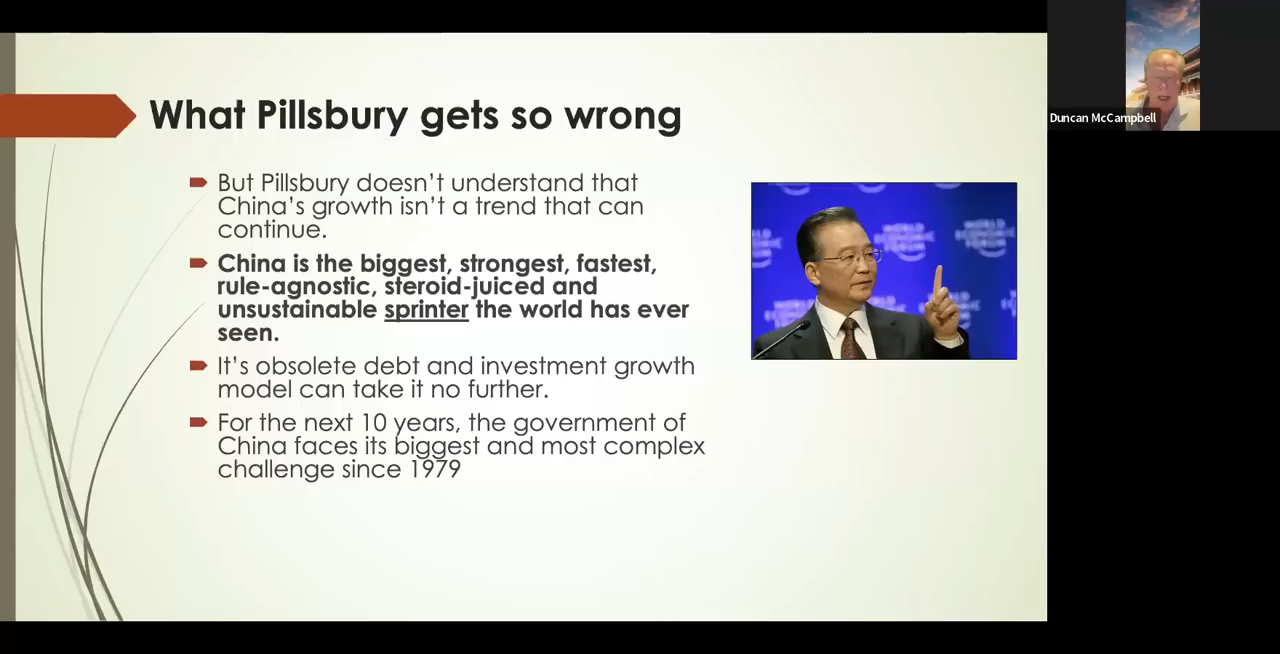 What Pillsbury gets so wrong
But Pillsbury doesn’t understand that
China’s growth isn’t a trend that can
continue.
China is the biggest, strongest, fastest,
rule-agnostic, steroid-juiced and
unsustainable sprinter the world has ever
seen.
It’s obsolete debt and investment growth
model can take it no further.
For the next 10 years, the government of
China faces its biggest and most complex
challenge since 1979
WORLD
ECONOMIC
FORUM
Duncan McCampbell